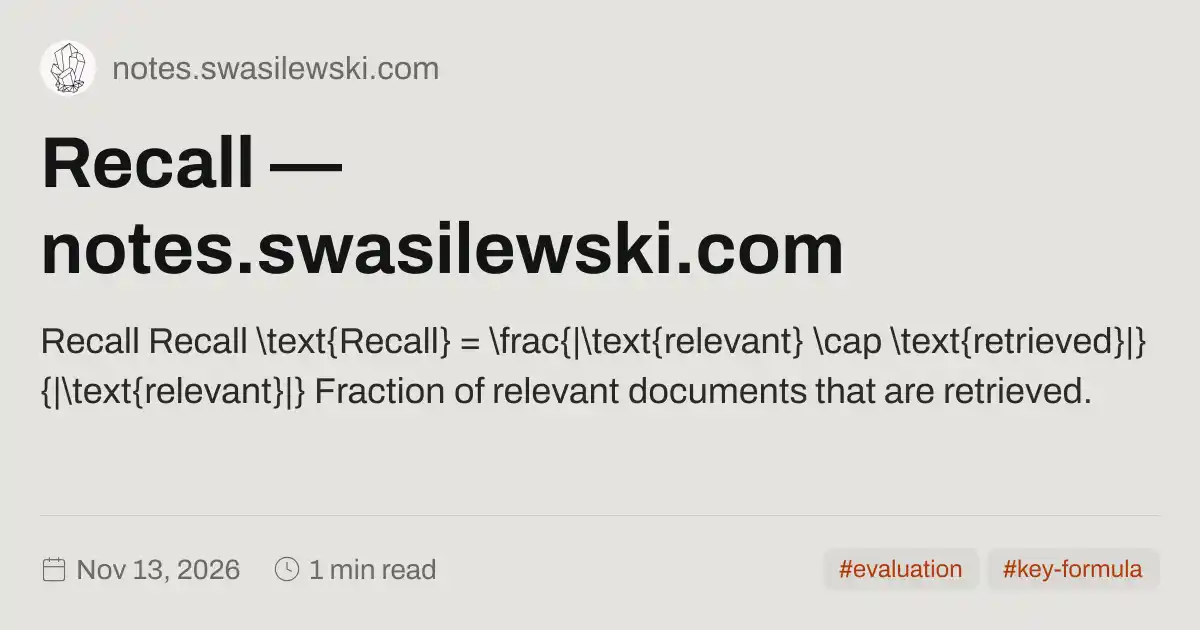 notes.swasilewski.com
Recall —
notes.swasilewski.com
Recall Recall \text{Recall} = \frac{|\text{relevant} \cap \text{retrieved}|}
{|\text{relevant}|} Fraction of relevant documents that are retrieved.
Nov 13, 2026 1 min read #evaluation #key-formula